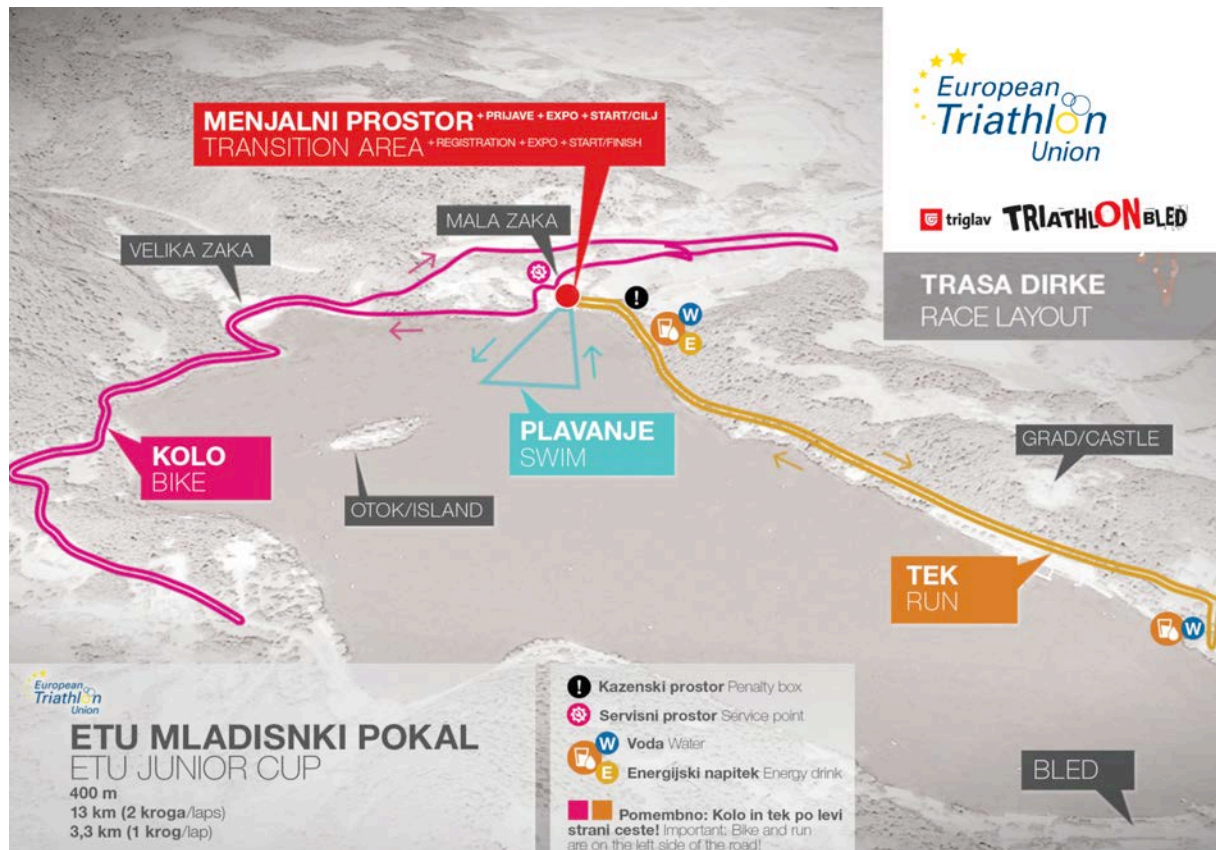 European
Triathlon
Union
triglav TRIATHLON BLED
TRASA DIRKE
RACE LAYOUT
MENJALNI PROSTOR + PRIJAVE + EXPO + START/CILJ
TRANSITION AREA + REGISTRATION + EXPO + START/FINISH
MALA ZAKA
VELIKA ZAKA
W
E
PLAVANJE
SWIM
GRAD/CASTLE
KOLO
BIKE
OTOK/ISLAND
TEK
RUN
W
European
Triathlon
Union
ETU MLADISNKI POKAL
ETU JUNIOR CUP
400 m
13 km (2 kroga/laps)
3,3 km (1 krog/lap)
! Kazenski prostor Penalty box
Servisni prostor Service point
W Voda Water
E Energijski napitek Energy drink
Pomembno: Kolo in tek po levi
strani ceste! Important: Bike and run
are on the left side of the road!
BLED